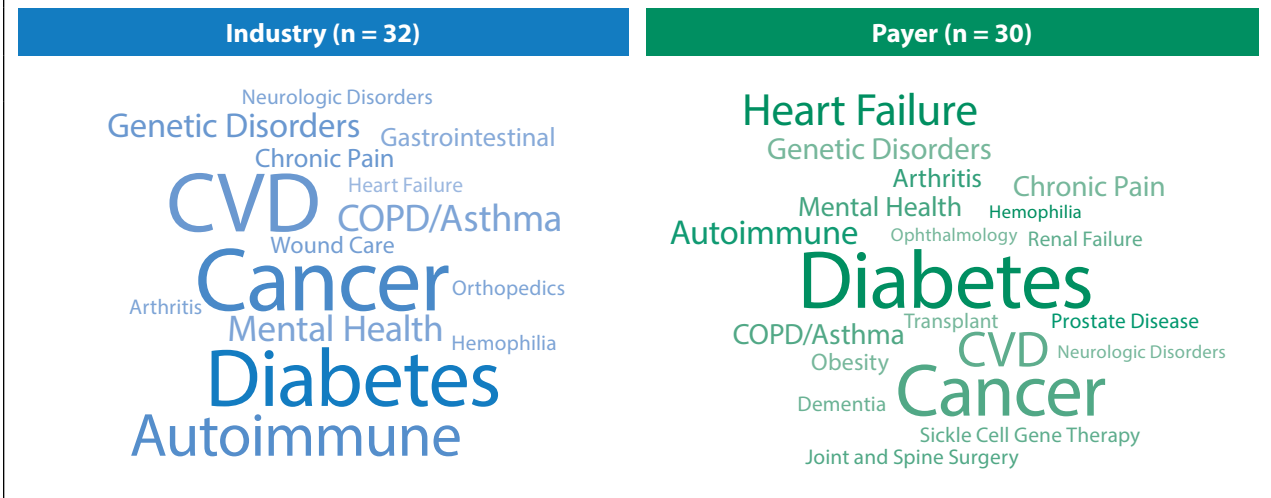 Industry (n = 32)
Neurologic Disorders
Genetic Disorders
Gastrointestinal
Chronic Pain
CVD
Heart Failure
COPD/Asthma
Wound Care
Cancer
Orthopedics
Arthritis
Mental Health
Hemophilia
Diabetes
Autoimmune
Payer (n = 30)
Heart Failure
Genetic Disorders
Arthritis
Chronic Pain
Mental Health
Hemophilia
Autoimmune
Ophthalmology
Renal Failure
Diabetes
Transplant
Prostate Disease
COPD/Asthma
CVD
Neurologic Disorders
Obesity
Cancer
Dementia
Sickle Cell Gene Therapy
Joint and Spine Surgery